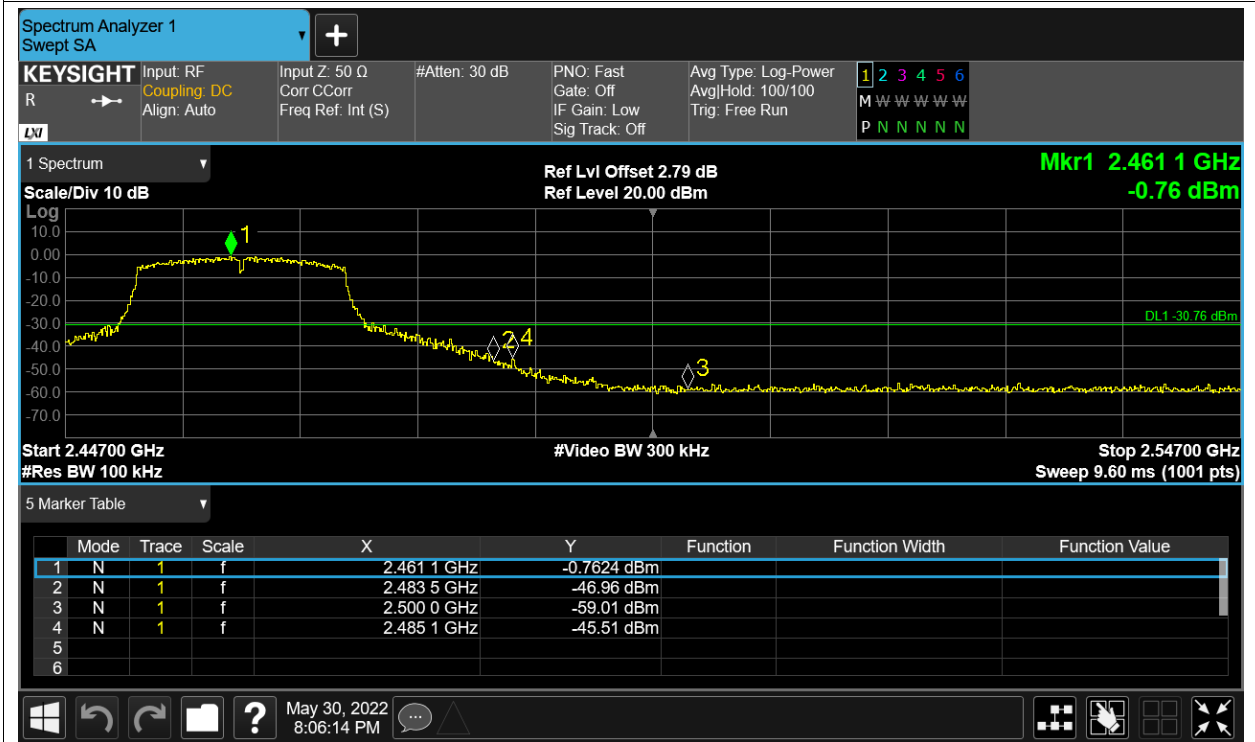 Spectrum Analyzer 1
Swept SA
KEYSIGHT
R
LXI
Input: RF
Coupling: DC
Align: Auto
Input Z: 50 Ω
Corr CCorr
Freq Ref: Int (S)
#Atten: 30 dB
PNO: Fast
Gate: Off
IF Gain: Low
Sig Track: Off
Avg Type: Log-Power
Avg|Hold: 100/100
Trig: Free Run
1 2 3 4 5 6
M W W W W W
P N N N N N
1 Spectrum
Scale/Div 10 dB
Ref Lvl Offset 2.79 dB
Ref Level 20.00 dBm
Mkr1 2.461 1 GHz
-0.76 dBm
Log
10.0
0.00
-10.0
-20.0
-30.0
-40.0
-50.0
-60.0
-70.0
1
2
4
3
DL1 -30.76 dBm
Start 2.44700 GHz
#Video BW 300 kHz
Stop 2.54700 GHz
#Res BW 100 kHz
Sweep 9.60 ms (1001 pts)
5 Marker Table
Mode Trace Scale X Y Function Function Width Function Value
1 N 1 f 2.461 1 GHz -0.7624 dBm
2 N 1 f 2.483 5 GHz -46.96 dBm
3 N 1 f 2.500 0 GHz -59.01 dBm
4 N 1 f 2.485 1 GHz -45.51 dBm
5
6
?
May 30, 2022
8:06:14 PM